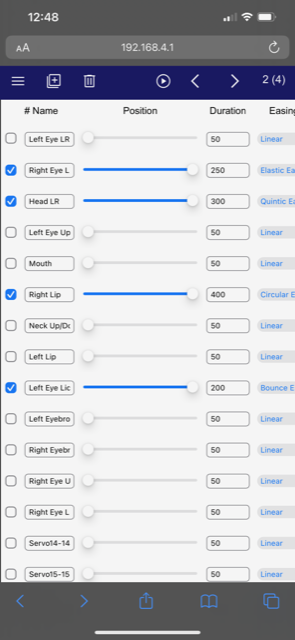 12:48
AA 192.168.4.1
2 (4)
# Name Position Duration Easing
Left Eye LR 50 Linear
Right Eye L 250 Elastic Ea
Head LR 300 Quintic Ea
Left Eye Up 50 Linear
Mouth 50 Linear
Right Lip 400 Circular E
Neck Up/Dc 50 Linear
Left Lip 50 Linear
Left Eye Lic 200 Bounce E
Left Eyebro 50 Linear
Right Eyebr 50 Linear
Right Eye U 50 Linear
Right Eye L 50 Linear
Servo14-14 50 Linear
Servo15-15 50 Linear